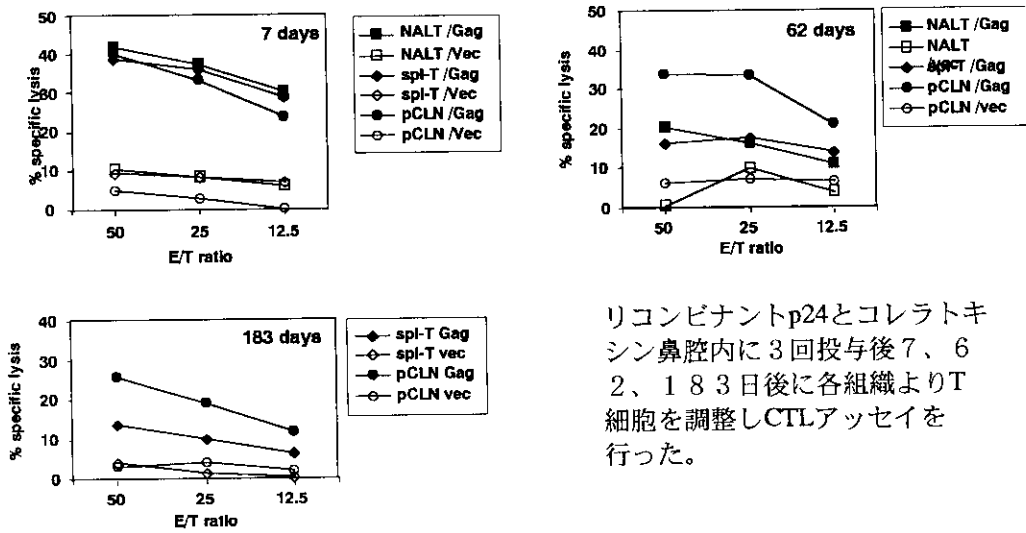 50
40
30
20
10
0
% specific lysis
7 days
50 25 12.5
E/T ratio
NALT /Gag
NALT /Vec
spl-T /Gag
spl-T /Vec
pCLN /Gag
pCLN /Vec
50
40
30
20
10
0
% specific lysis
62 days
50 25 12.5
E/T ratio
NALT /Gag
NALT
/Gag
pCLN /Gag
pCLN /vec
40
30
20
10
0
% specific lysis
183 days
50 25 12.5
E/T ratio
spl-T Gag
spl-T vec
pCLN Gag
pCLN vec
リコンビナントp24とコレラトキ
シン鼻腔内に3回投与後7、6
2、183日後に各組織よりT
細胞を調整しCTLアッセイを
行った。